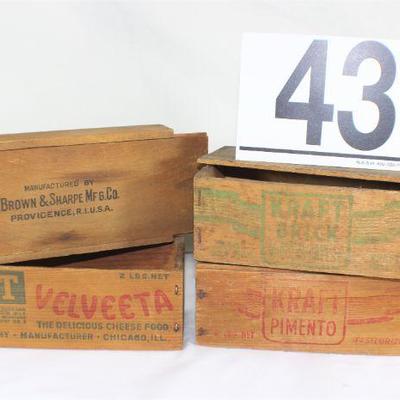 43
MANUFACTURED BY
BROWN & SHARPE MFG. CO.
PROVIDENCE, R.I. U.S.A.
KRAFT
BRICK
2 LBS. NET
T VELVEETA
THE DELICIOUS CHEESE FOOD
MANUFACTURER - CHICAGO, ILL.
KRAFT
PIMENTO